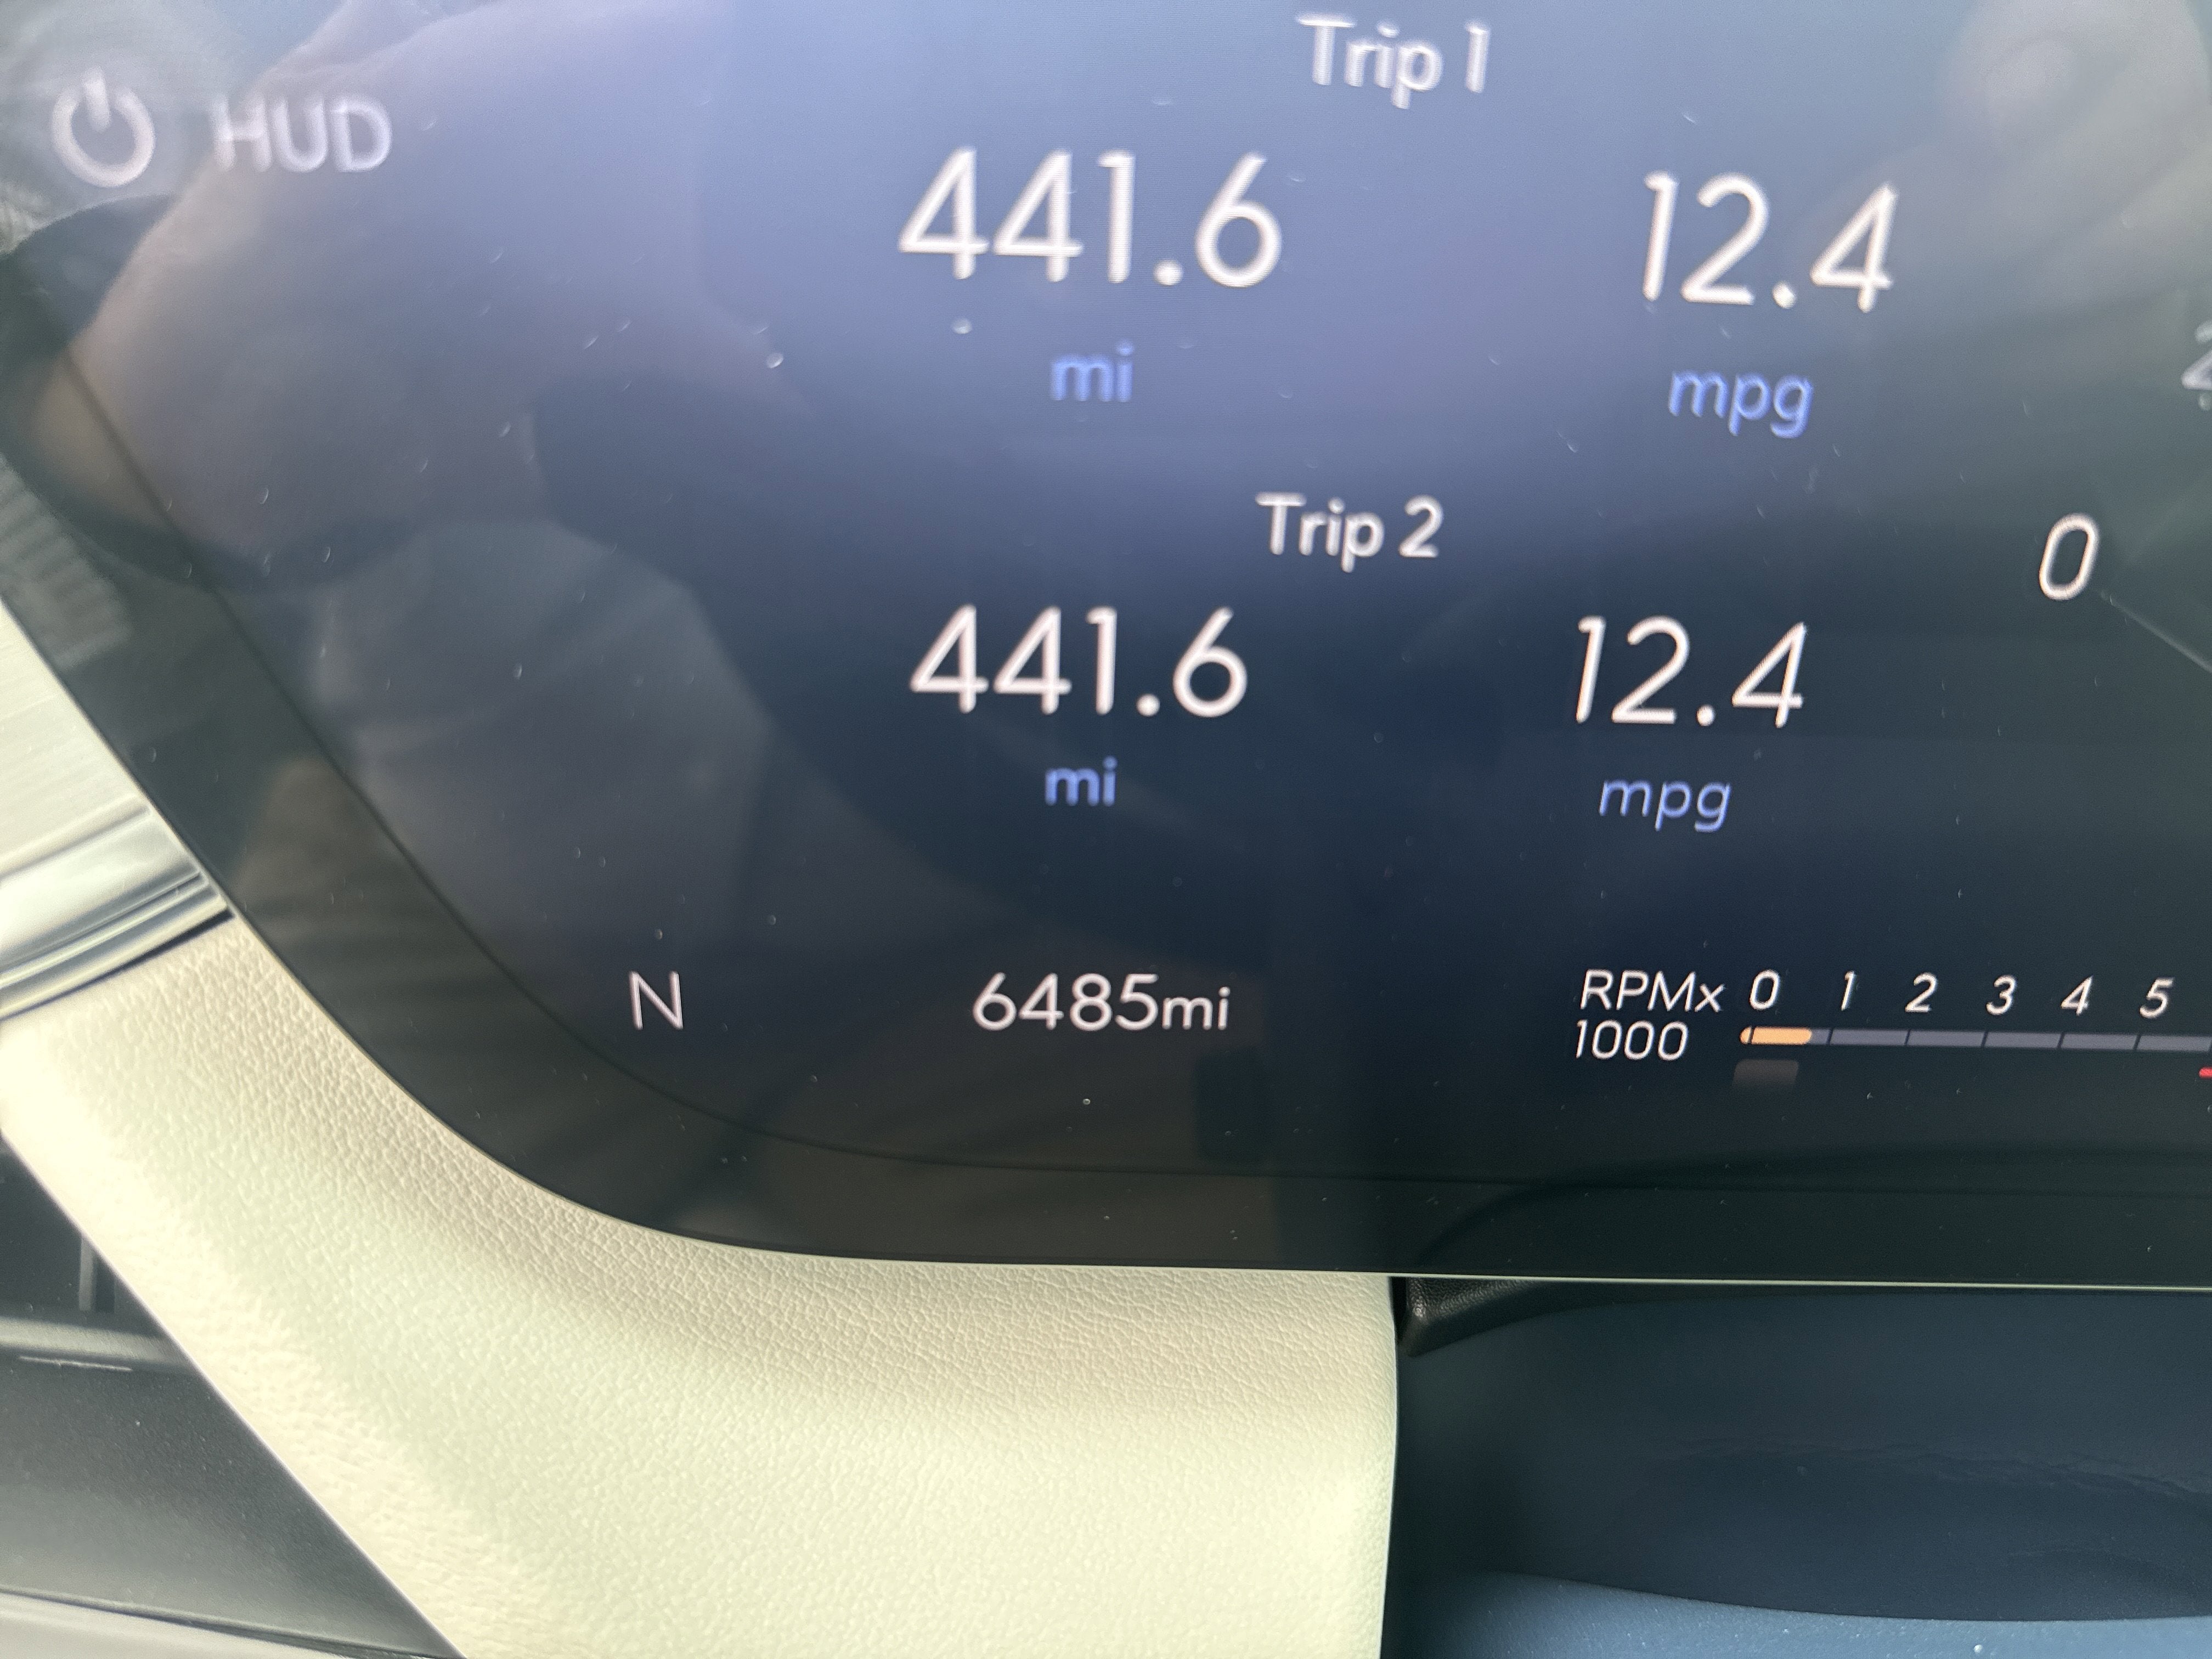 Trip 1
HUD
441.6 12.4
mi mpg
Trip 2
0
441.6 12.4
mi mpg
N 6485mi RPMx 0 1 2 3 4 5
1000